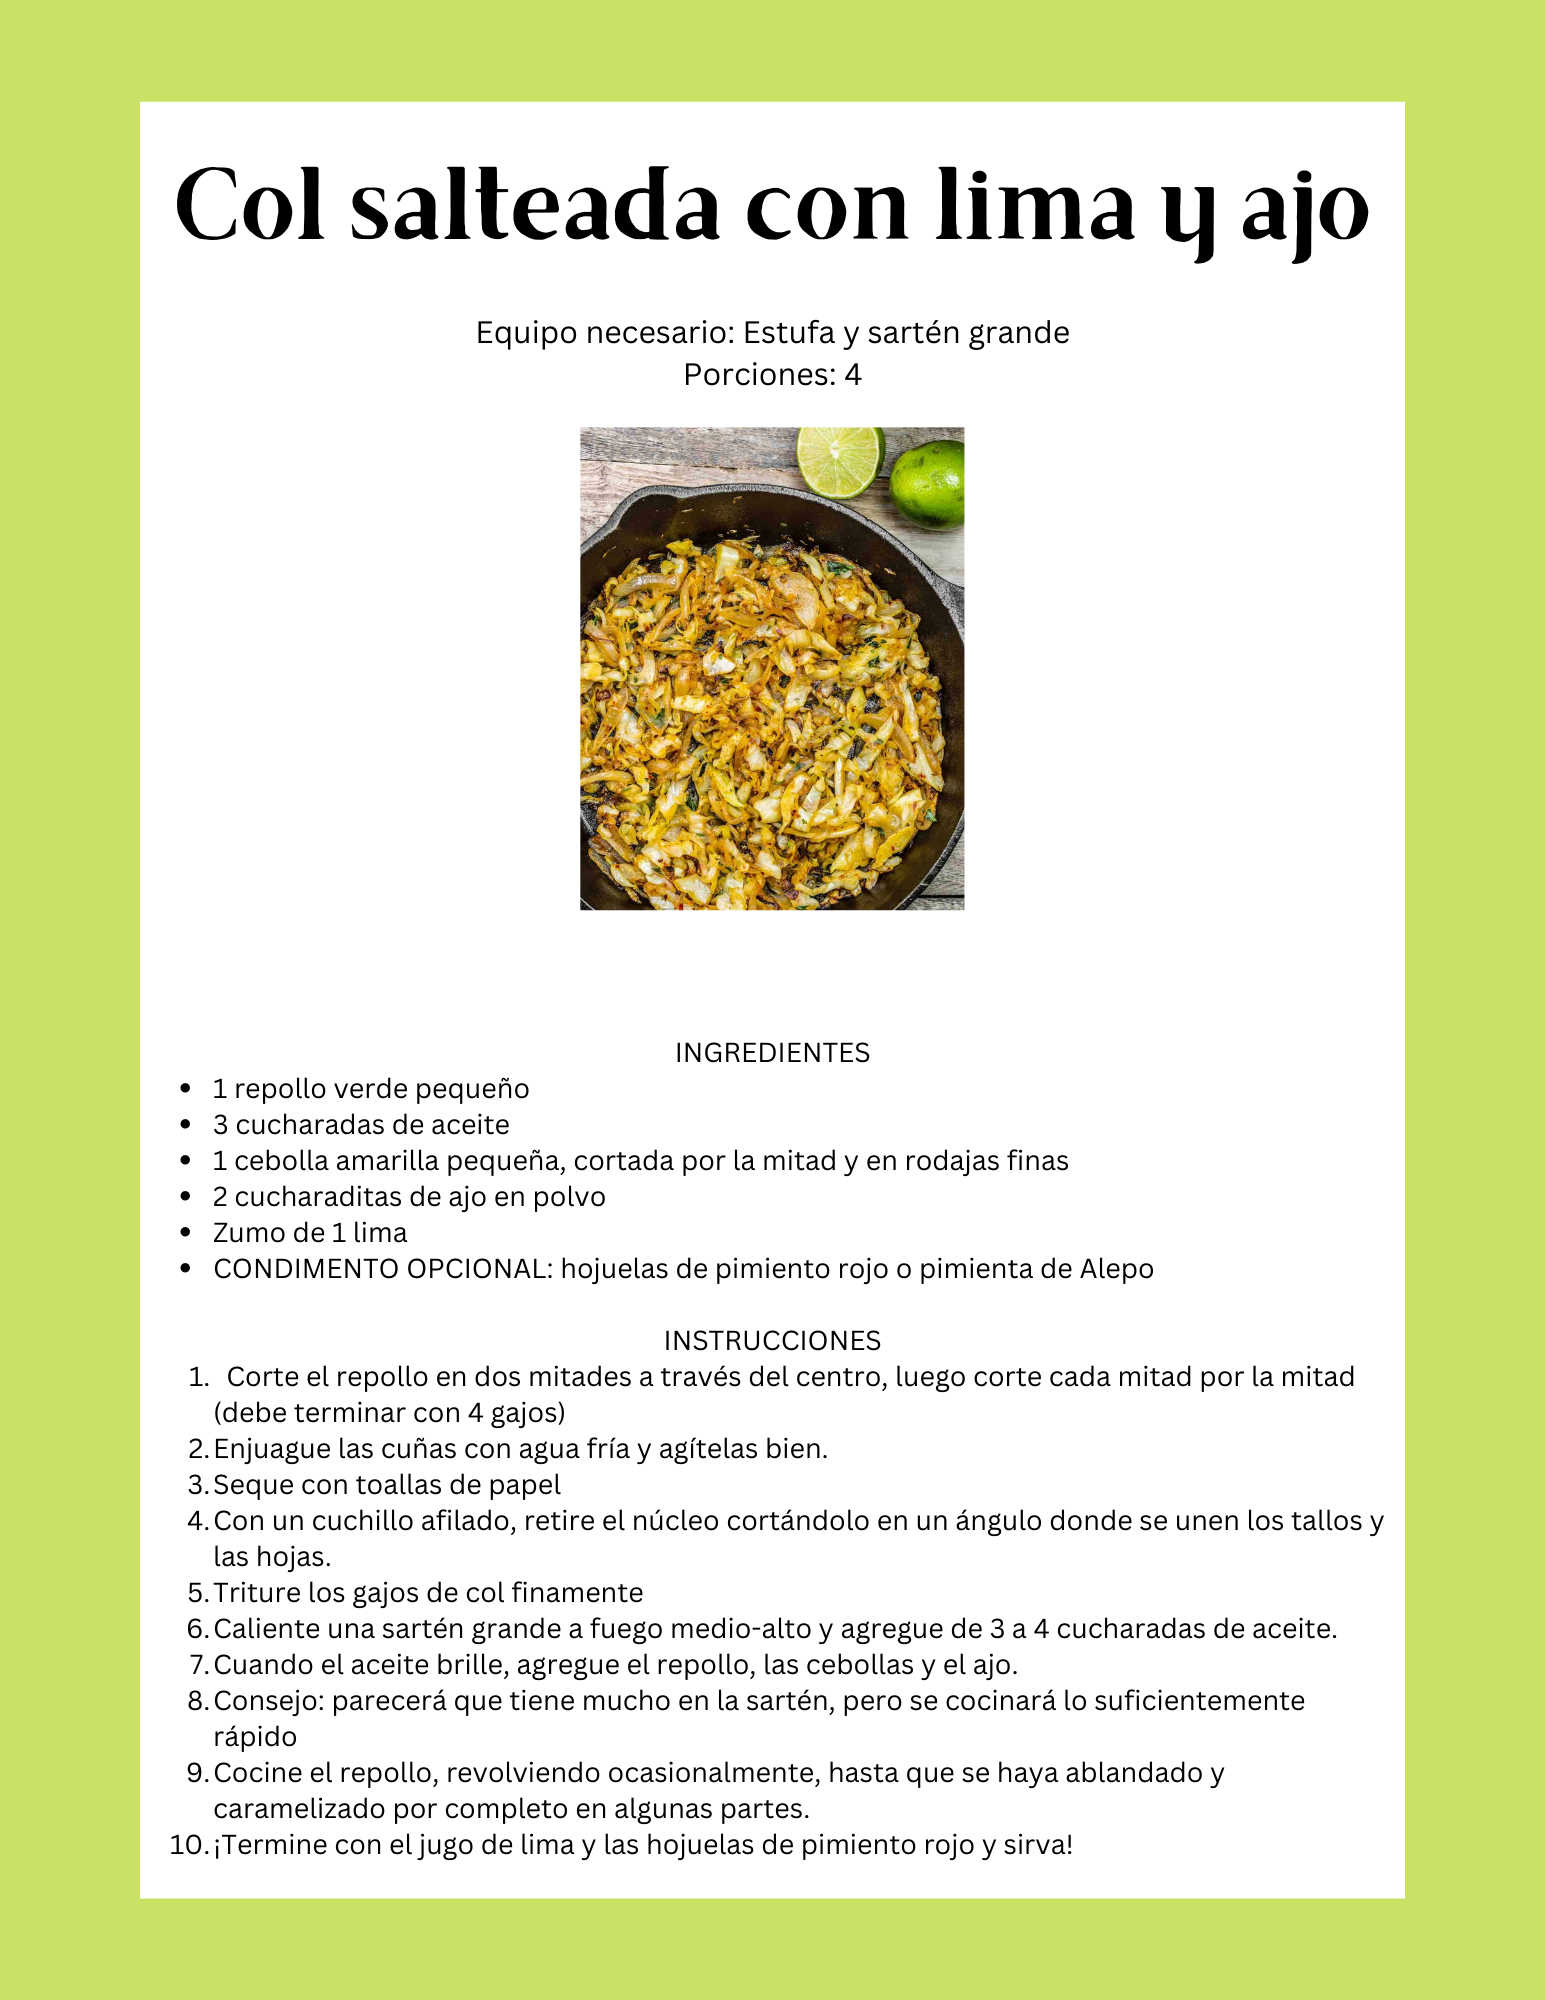 Col salteada con lima y ajo
Equipo necesario: Estufa y sartén grande
Porciones: 4
INGREDIENTES
• 1 repollo verde pequeño
• 3 cucharadas de aceite
• 1 cebolla amarilla pequeña, cortada por la mitad y en rodajas finas
• 2 cucharaditas de ajo en polvo
• Zumo de 1 lima
• CONDIMENTO OPCIONAL: hojuelas de pimiento rojo o pimienta de Alepo
INSTRUCCIONES
1. Corte el repollo en dos mitades a través del centro, luego corte cada mitad por la mitad
(debe terminar con 4 gajos)
2. Enjuague las cuñas con agua fría y agítelas bien.
3. Seque con toallas de papel
4. Con un cuchillo afilado, retire el núcleo cortándolo en un ángulo donde se unen los tallos y
las hojas.
5. Triture los gajos de col finamente
6. Caliente una sartén grande a fuego medio-alto y agregue de 3 a 4 cucharadas de aceite.
7. Cuando el aceite brille, agregue el repollo, las cebollas y el ajo.
8. Consejo: parecerá que tiene mucho en la sartén, pero se cocinará lo suficientemente
rápido
9. Cocine el repollo, revolviendo ocasionalmente, hasta que se haya ablandado y
caramelizado por completo en algunas partes.
10. ¡Termine con el jugo de lima y las hojuelas de pimiento rojo y sirva!